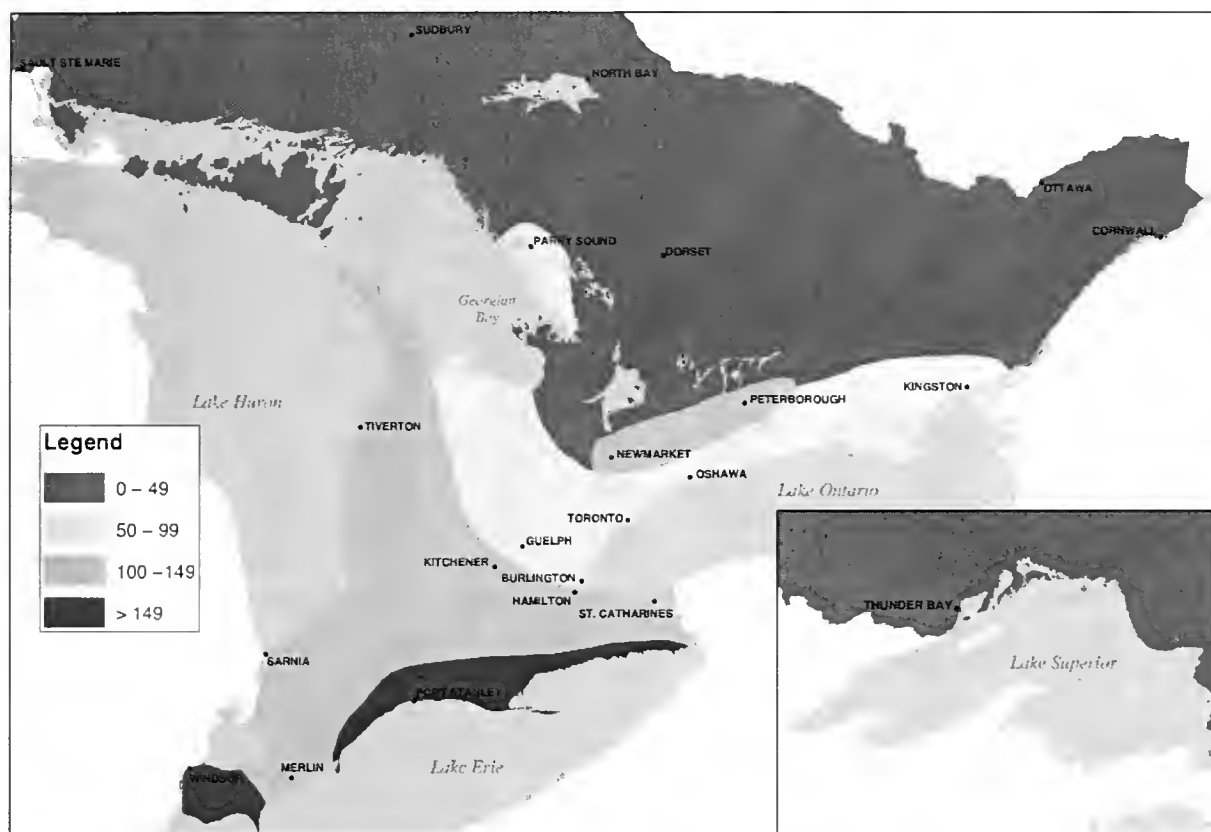 SUDBURY
SAULT STE MARIE
NORTH BAY
OTTAWA
CORNWALL
PARRY SOUND
DORSET
Georgian
Bay
KINGSTON
Lake Huron
PETERBOROUGH
TIVERTON
Legend
NEWMARKET
OSHAWA
0 – 49
Lake Ontario
50 – 99
TORONTO
GUELPH
100 –149
KITCHENER
BURLINGTON
HAMILTON
> 149
ST. CATHARINES
THUNDER BAY
SARNIA
Lake Superior
PORT STANLEY
Lake Erie
MERLIN
WINDSOR